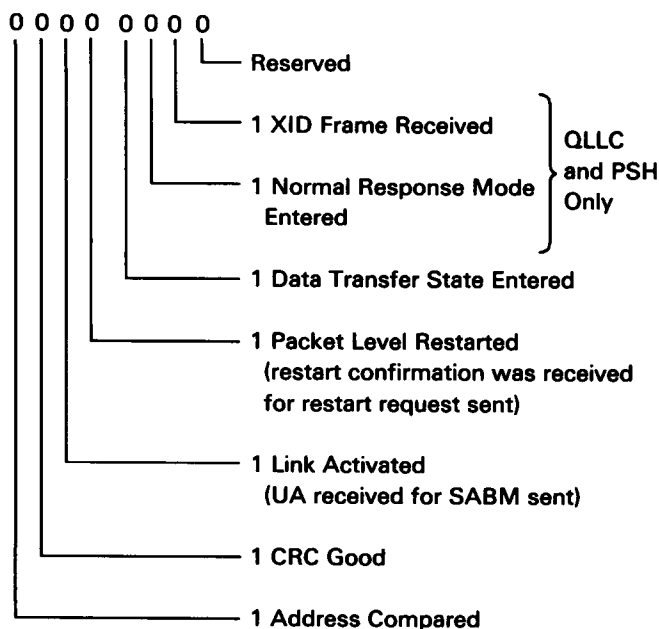 0 0 0 0 0 0 0 0
Reserved
1 XID Frame Received
1 Normal Response Mode
Entered
QLLC
and PSH
Only
1 Data Transfer State Entered
1 Packet Level Restarted
(restart confirmation was received
for restart request sent)
1 Link Activated
(UA received for SABM sent)
1 CRC Good
1 Address Compared